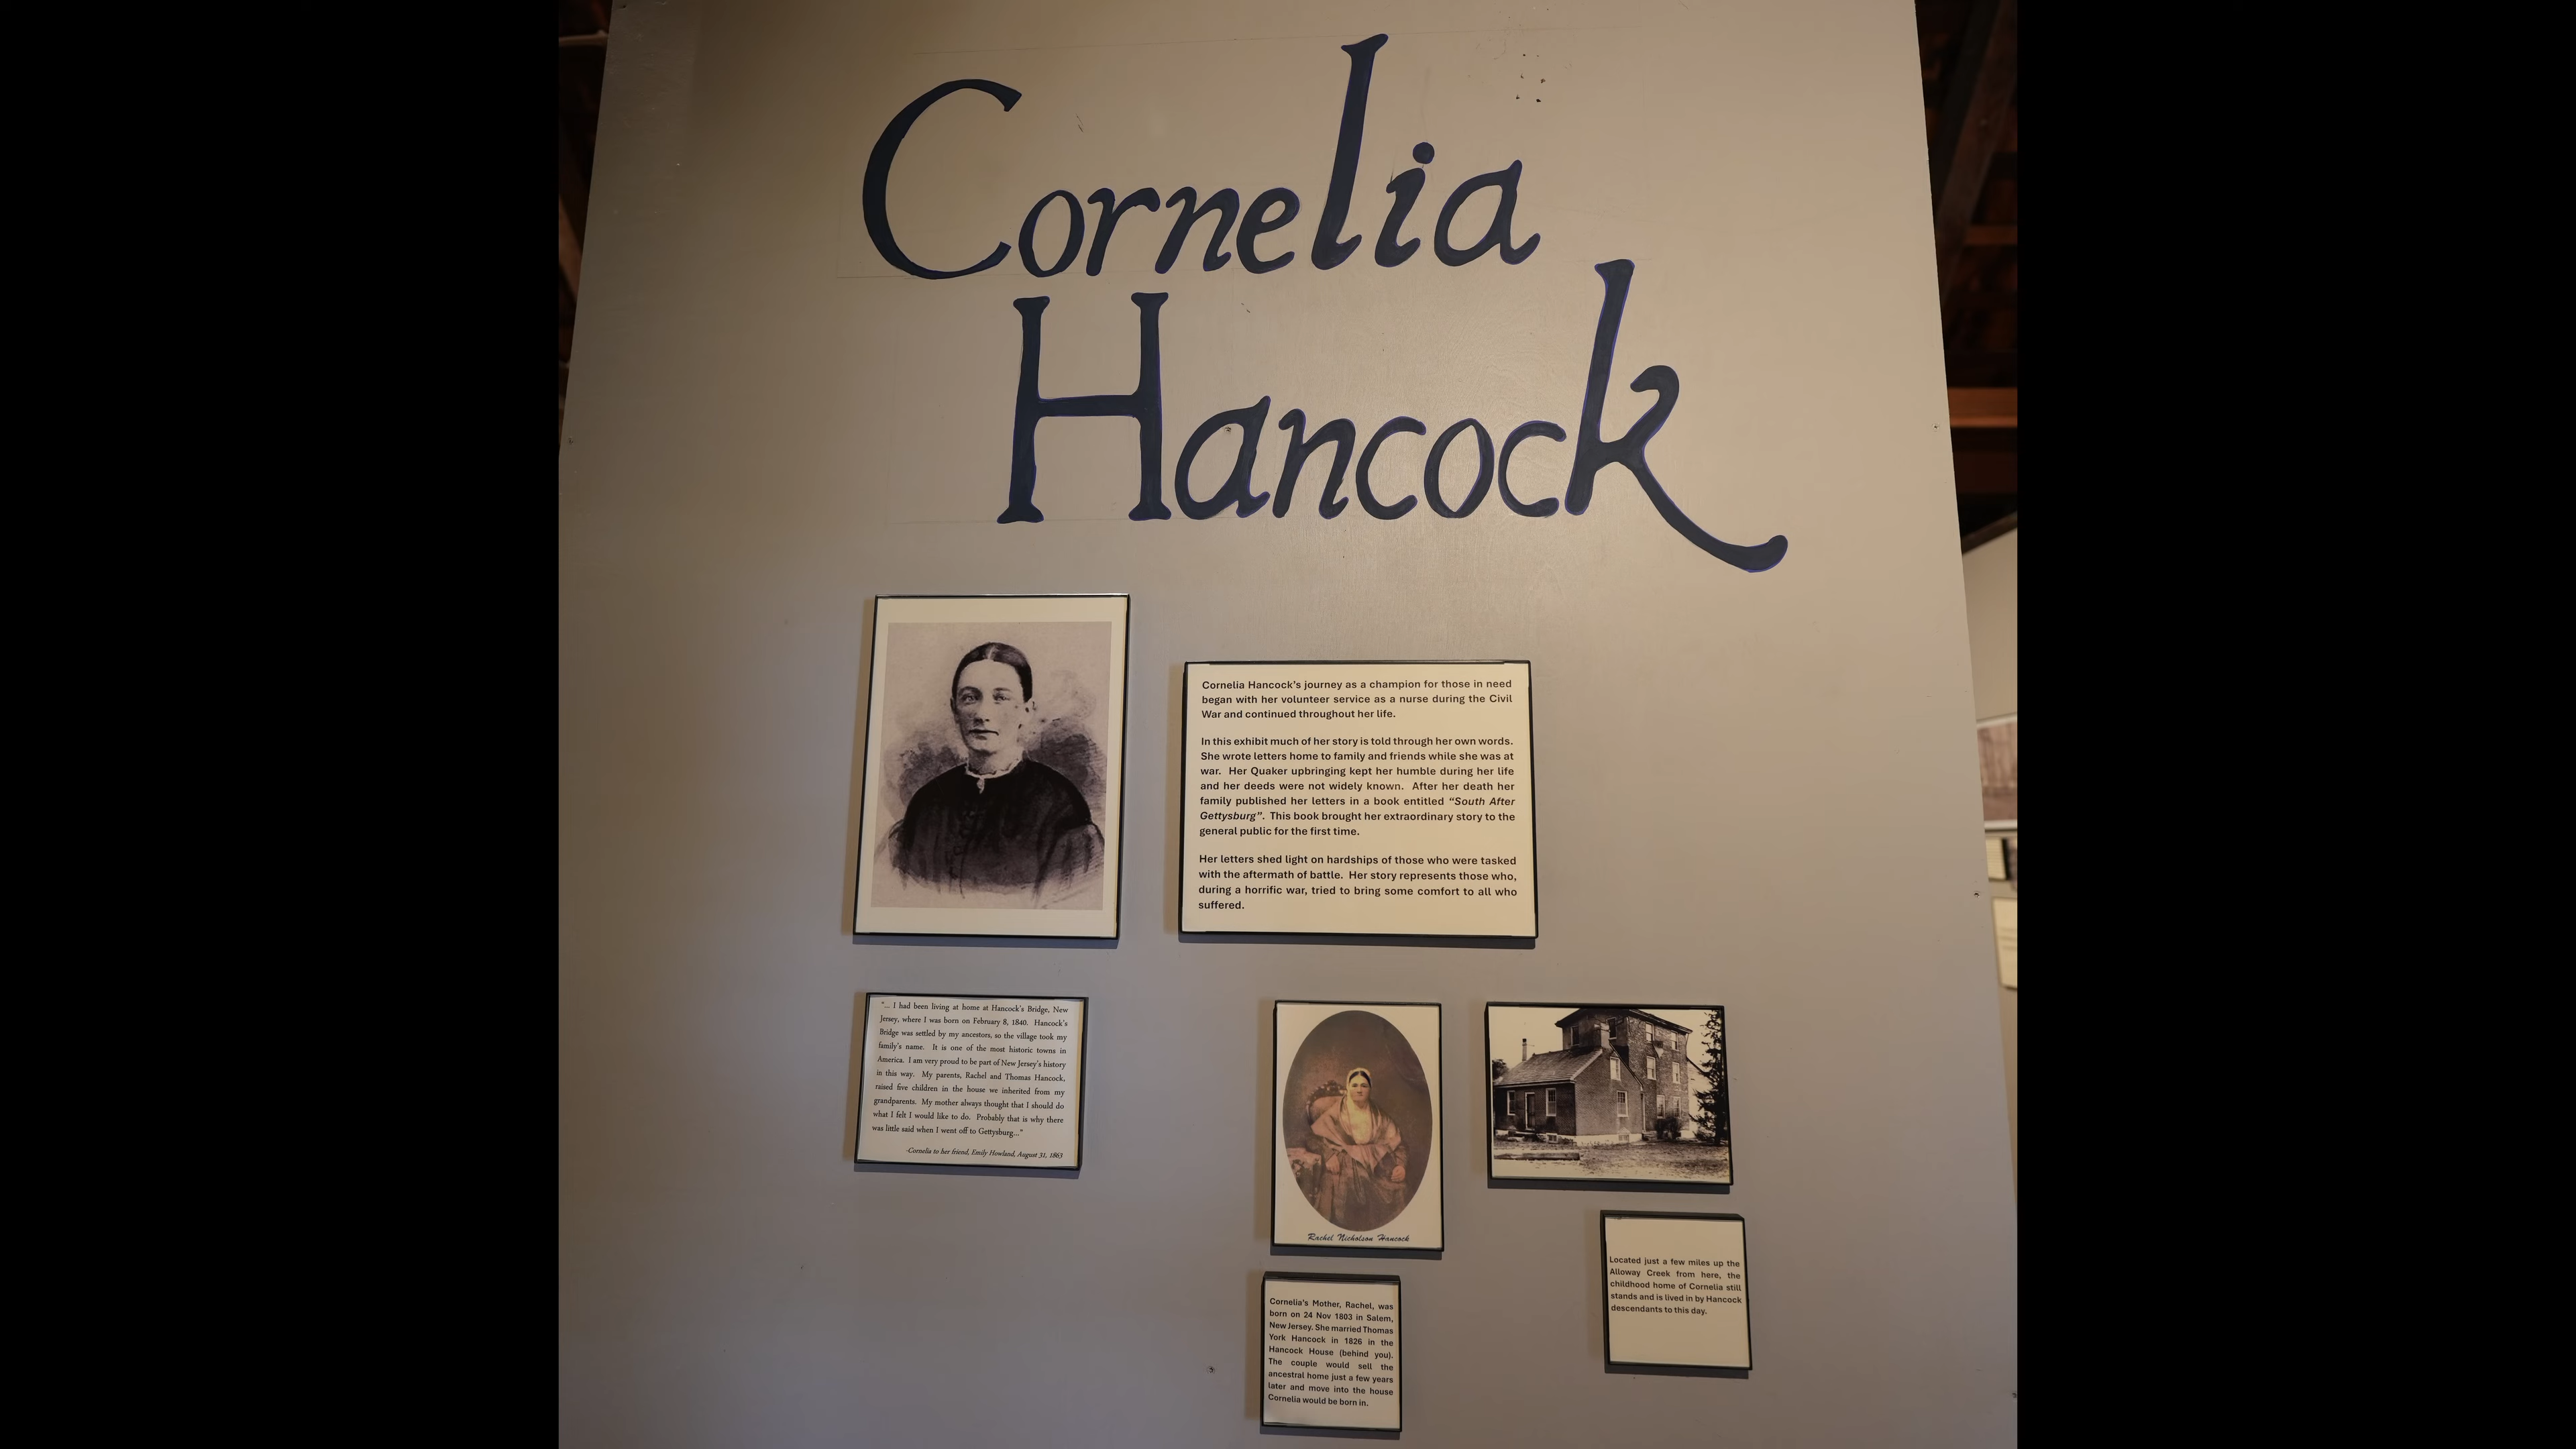 Cornelia
Hancock
Cornelia Hancock's journey as a champion for those in need
began with her volunteer service as a nurse during the Civil
War and continued throughout her life.
In this exhibit much of her story is told through her own words.
She wrote letters home to family and friends while she was at
war. Her Quaker upbringing kept her humble during her life
and her deeds were not widely known. After her death her
family published her letters in a book entitled "South After
Gettysburg". This book brought her extraordinary story to the
general public for the first time.
Her letters shed light on hardships of those who were tasked
with the aftermath of battle. Her story represents those who,
during a horrific war, tried to bring some comfort to all who
suffered.
"... I had been living at home at Hancock's Bridge, New
Jersey, where I was born on February 8, 1840. Hancock's
Bridge was settled by my ancestors, so the village took my
family's name. It is one of the most historic towns in
America. I am very proud to be part of New Jersey's history
in this way. My parents, Rachel and Thomas Hancock,
raised five children in the house we inherited from my
grandparents. My mother always thought that I should do
what I felt I would like to do. Probably that is why there
was little said when I went off to Gettysburg..."
-Cornelia to her friend, Emily Howland, August 31, 1863
Rachel Nicholson Hancock
Cornelia's Mother, Rachel, was
born on 24 Nov 1803 in Salem,
New Jersey. She married Thomas
York Hancock in 1826 in the
Hancock House (behind you).
The couple would sell the
ancestral home just a few years
later and move into the house
Cornelia would be born in.
Located just a few miles up the
Alloway Creek from here, the
childhood home of Cornelia still
stands and is lived in by Hancock
descendants to this day.